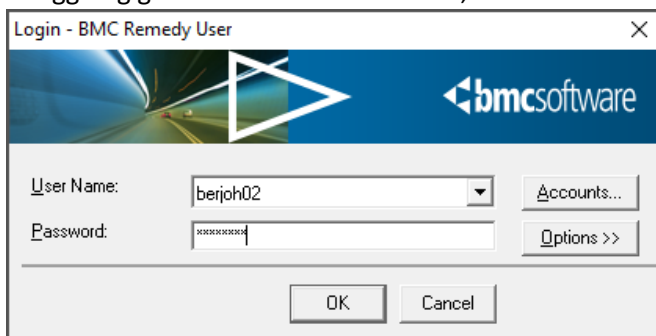 Login - BMC Remedy User
bmcsoftware
User Name:
berjoh02
Accounts...
Password:
********
Options >>
OK
Cancel